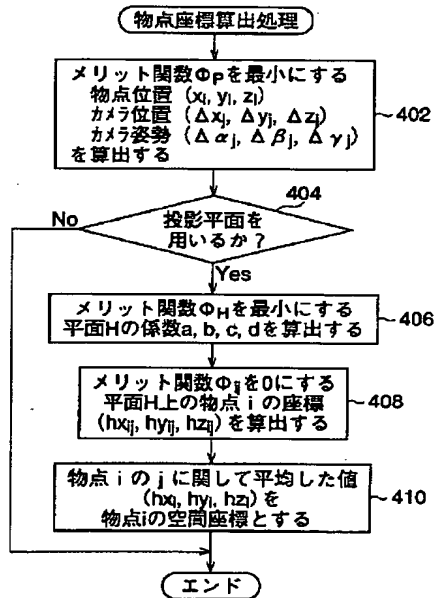 物点座標算出処理
メリット関数ΦPを最小にする
物点位置 (xi, yi, zi)
カメラ位置 (Δxj, Δyj, Δzj)
カメラ姿勢 (Δαj, Δβj, Δγj)
を算出する
402
404
投影平面を
用いるか？
No
Yes
メリット関数ΦHを最小にする
平面Hの係数a, b, c, dを算出する
406
メリット関数Φijを0にする
平面H上の物点iの座標
(hxij, hyij, hzij) を算出する
408
物点iのjに関して平均した値
(hxi, hyi, hzi) を
物点iの空間座標とする
410
エンド